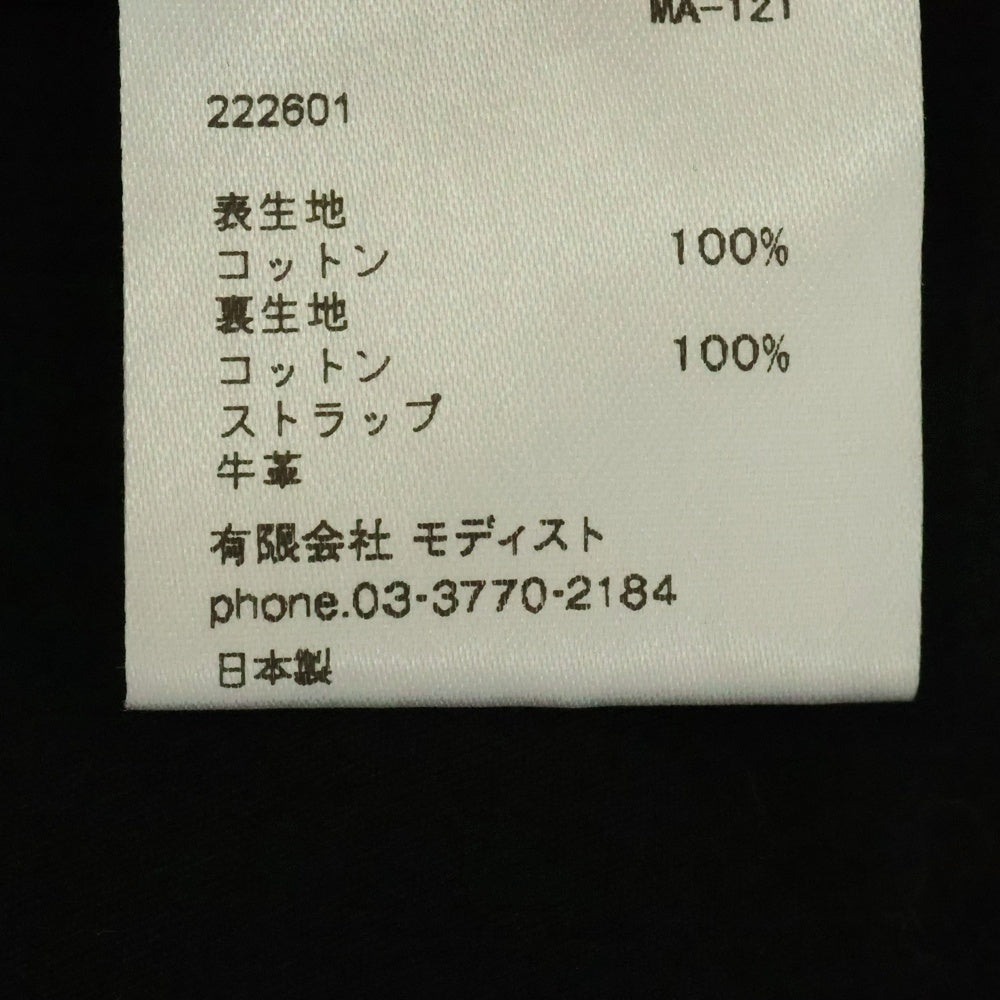 MA-121
222601
表生地
コットン 100%
裏生地
コットン 100%
ストラップ
牛革
有限会社 モディスト
phone.03-3770-2184
日本製